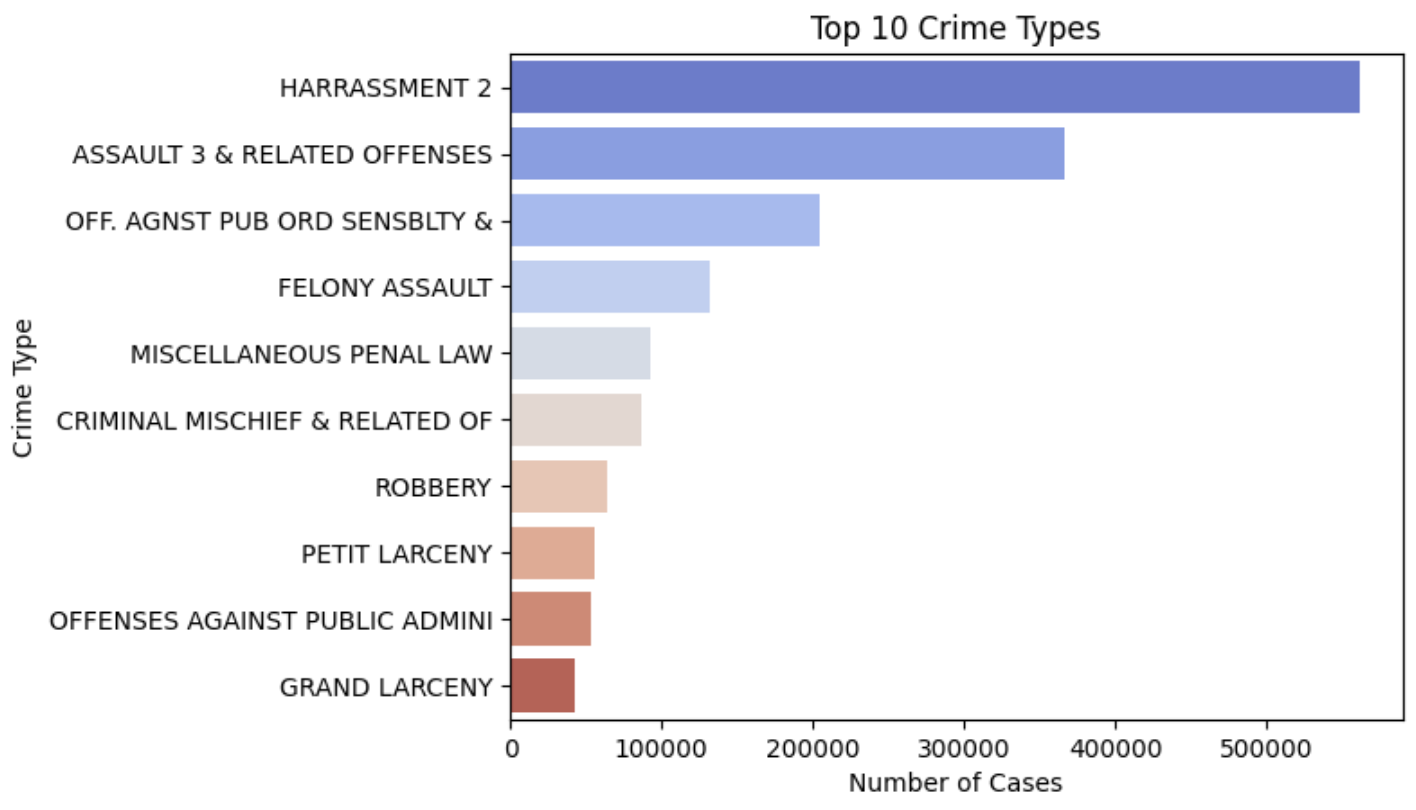 Top 10 Crime Types
Crime Type
HARRASSMENT 2
ASSAULT 3 & RELATED OFFENSES
OFF. AGNST PUB ORD SENSBLTY &
FELONY ASSAULT
MISCELLANEOUS PENAL LAW
CRIMINAL MISCHIEF & RELATED OF
ROBBERY
PETIT LARCENY
OFFENSES AGAINST PUBLIC ADMINI
GRAND LARCENY
0 100000 200000 300000 400000 500000
Number of Cases